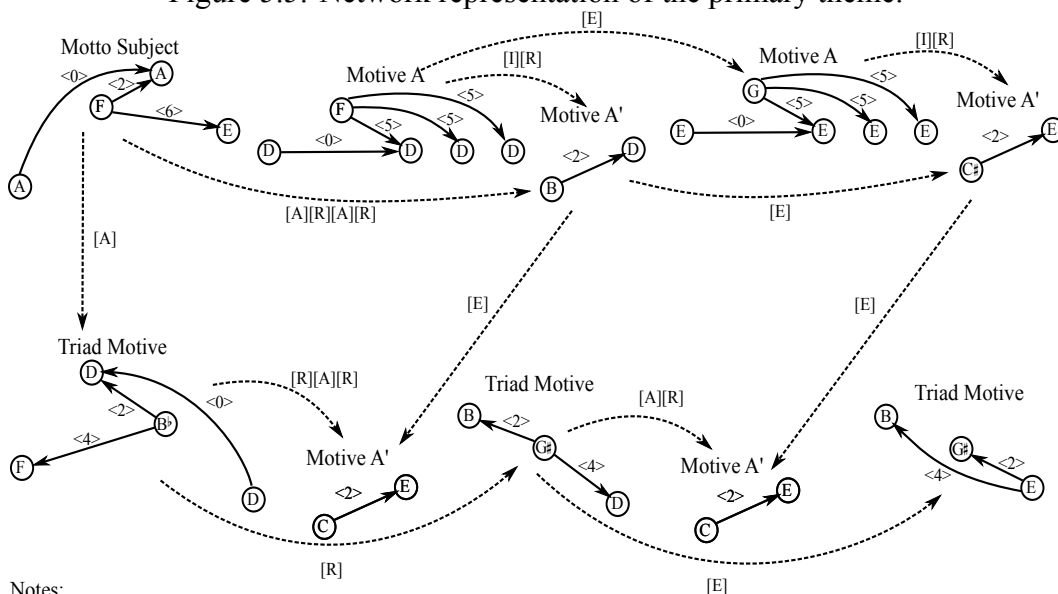 Figure 5.5: Network representation of the primary theme.
[E]
Motto Subject
<0>
<2>
A
F
<6>
E
A
Motive A
[I][R]
F
<5>
<5>
<5>
D
<0>
D
D
D
Motive A'
<2>
D
B
Motive A
[I][R]
G
<5>
<5>
<5>
E
<0>
E
E
E
Motive A'
<2>
E
C♯
[A][R][A][R]
[E]
[A]
[E]
[E]
Triad Motive
D
<2>
<0>
B♭
<4>
F
D
[R][A][R]
Motive A'
<2>
E
C
Triad Motive
B
<2>
G♯
<4>
D
[A][R]
Motive A'
<2>
E
C
Triad Motive
B
G♯
<2>
<4>
E
[R]
[E]
Notes: